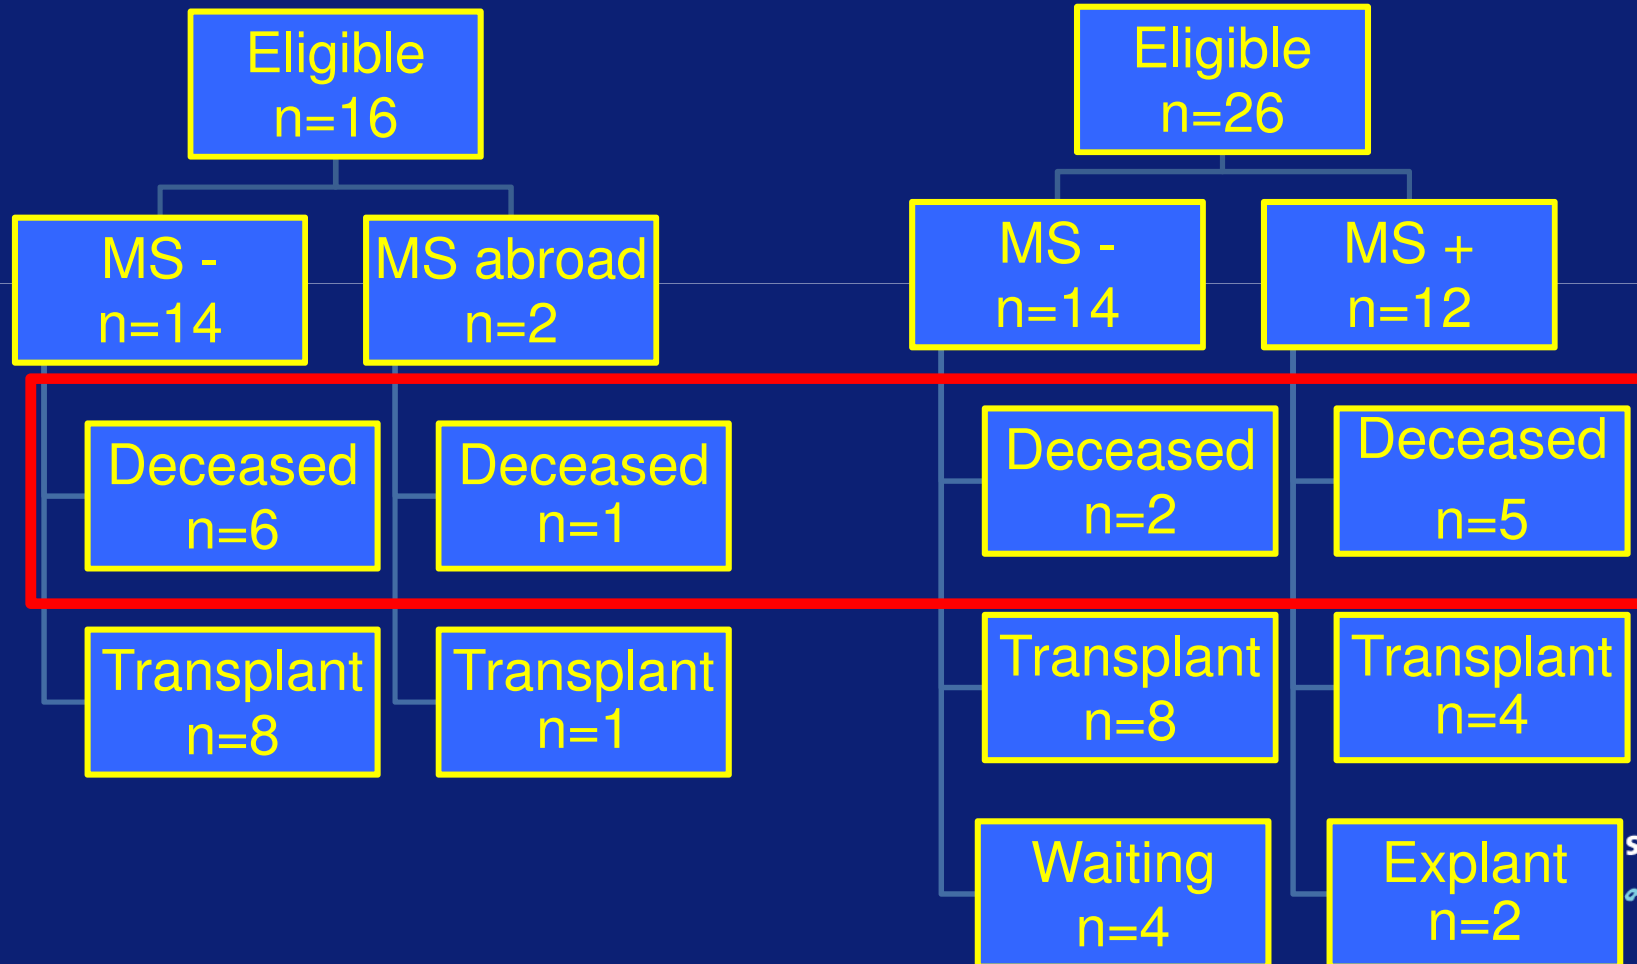 Eligible
n=16
MS -
n=14
MS abroad
n=2
Deceased
n=6
Deceased
n=1
Transplant
n=8
Transplant
n=1
Eligible
n=26
MS -
n=14
MS +
n=12
Deceased
n=2
Deceased
n=5
Transplant
n=8
Transplant
n=4
Waiting
n=4
Explant
n=2